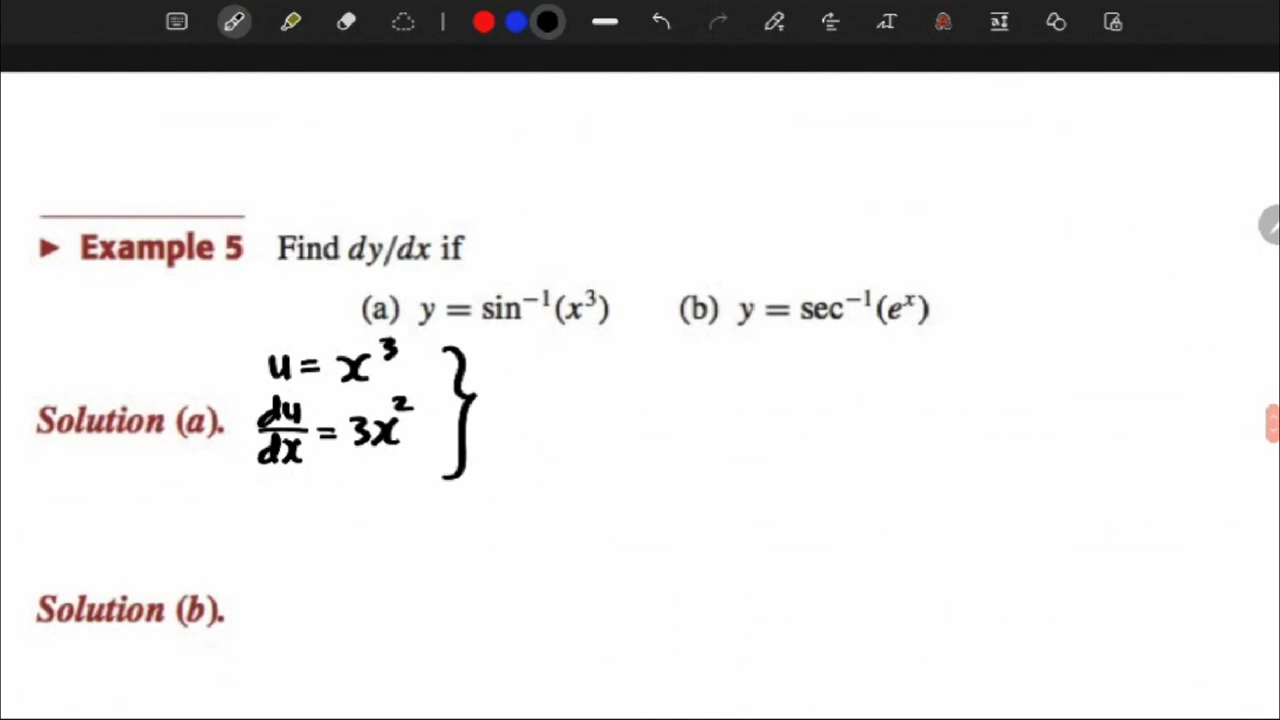 ► Example 5 Find dy/dx if
(a) y = sin⁻¹(x³) (b) y = sec⁻¹(eˣ)
u = x³
Solution (a). du/dx = 3x² }
Solution (b).